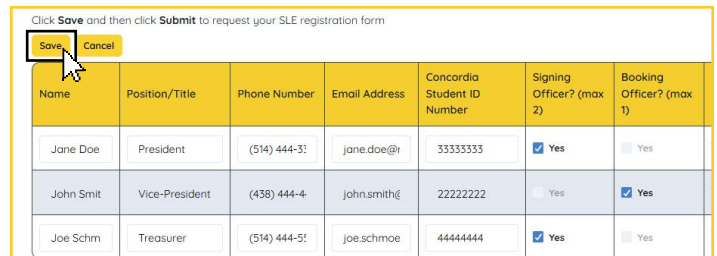 Click Save and then click Submit to request your SLE registration form
Save Cancel
Name Position/Title Phone Number Email Address Concordia Student ID Number Signing Officer? (max 2) Booking Officer? (max 1)
Jane Doe President (514) 444-3 jane.doe@ 33333333 Yes Yes
John Smit Vice-President (438) 444-4 john.smith@ 22222222 Yes Yes
Joe Schm Treasurer (514) 444-5 joe.schmoe 44444444 Yes Yes